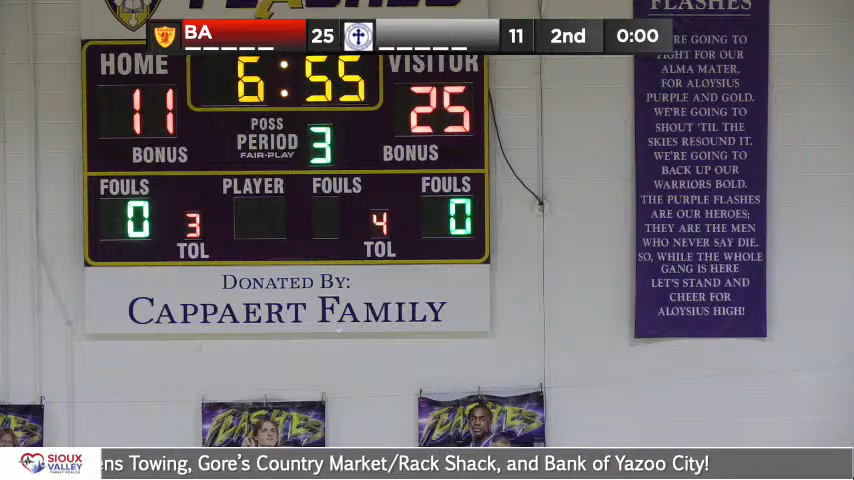 FLASHES
BA 25 11 2nd 0:00
HOME
6:55
VISITOR
11
25
POSS
PERIOD 3
FAIR-PLAY
BONUS
BONUS
FOULS
PLAYER
FOULS
FOULS
0
3
4
0
TOL
TOL
DONATED BY:
CAPPAERT FAMILY
FLASHES
WE'RE GOING TO
FIGHT FOR OUR
ALMA MATER,
FOR ALOYSIUS
PURPLE AND GOLD.
WE'RE GOING TO
SHOUT 'TIL THE
SKIES RESOUND IT.
WE'RE GOING TO
BACK UP OUR
WARRIORS BOLD.
THE PURPLE FLASHES
ARE OUR HEROES;
THEY ARE THE MEN
WHO NEVER SAY DIE.
SO, WHILE THE WHOLE
GANG IS HERE
LET'S STAND AND
CHEER FOR
ALOYSIUS HIGH!
FLASHES
FLASHES
SIOUX
VALLEY
ens Towing, Gore's Country Market/Rack Shack, and Bank of Yazoo City!